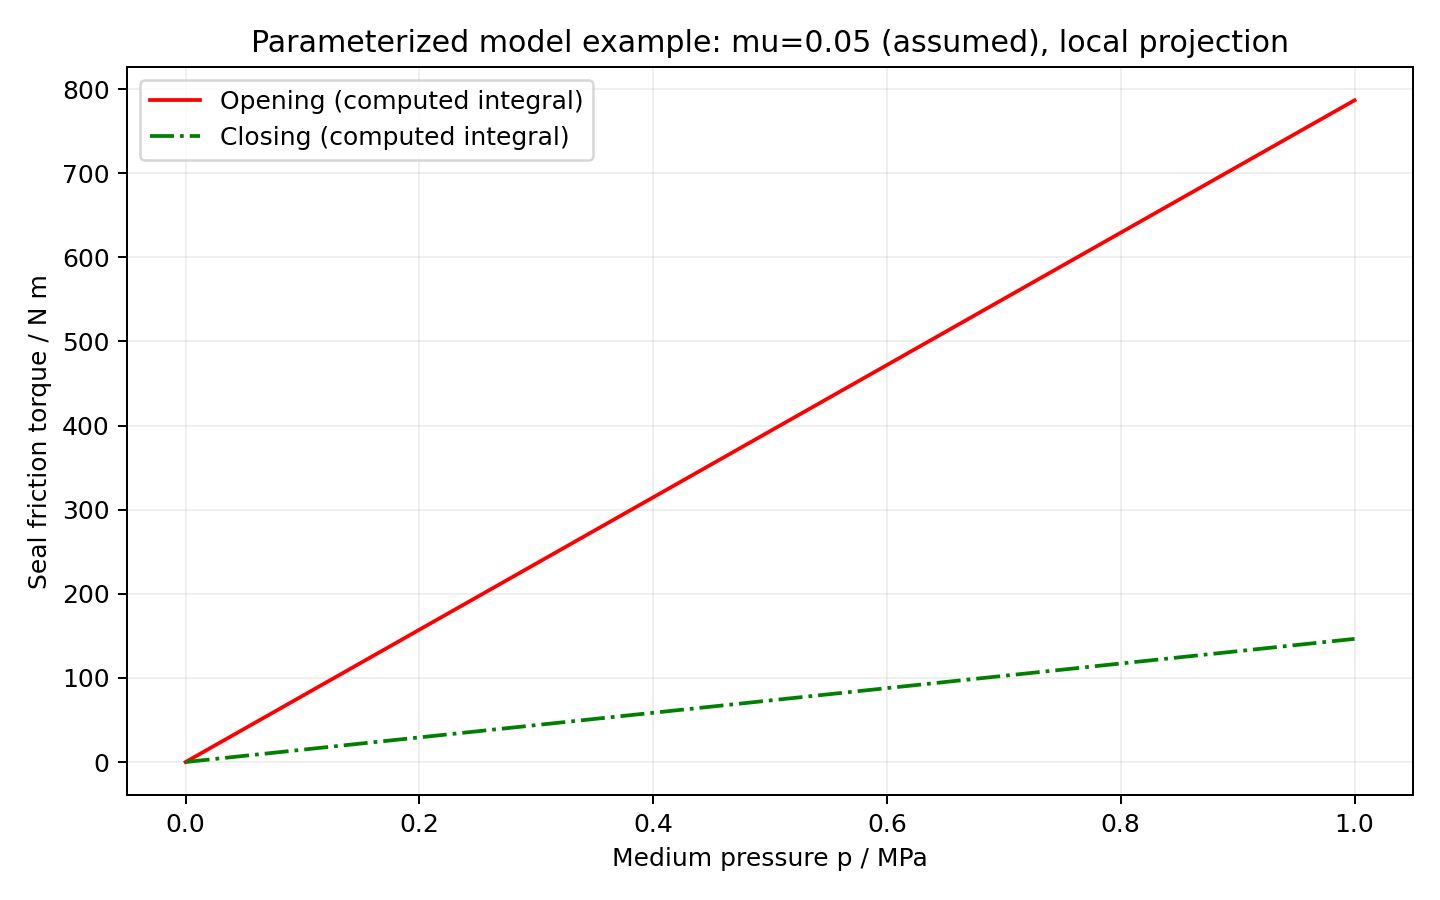 Parameterized model example: mu=0.05 (assumed), local projection
Opening (computed integral)
Closing (computed integral)
Seal friction torque / N m
800
700
600
500
400
300
200
100
0
0.0 0.2 0.4 0.6 0.8 1.0
Medium pressure p / MPa